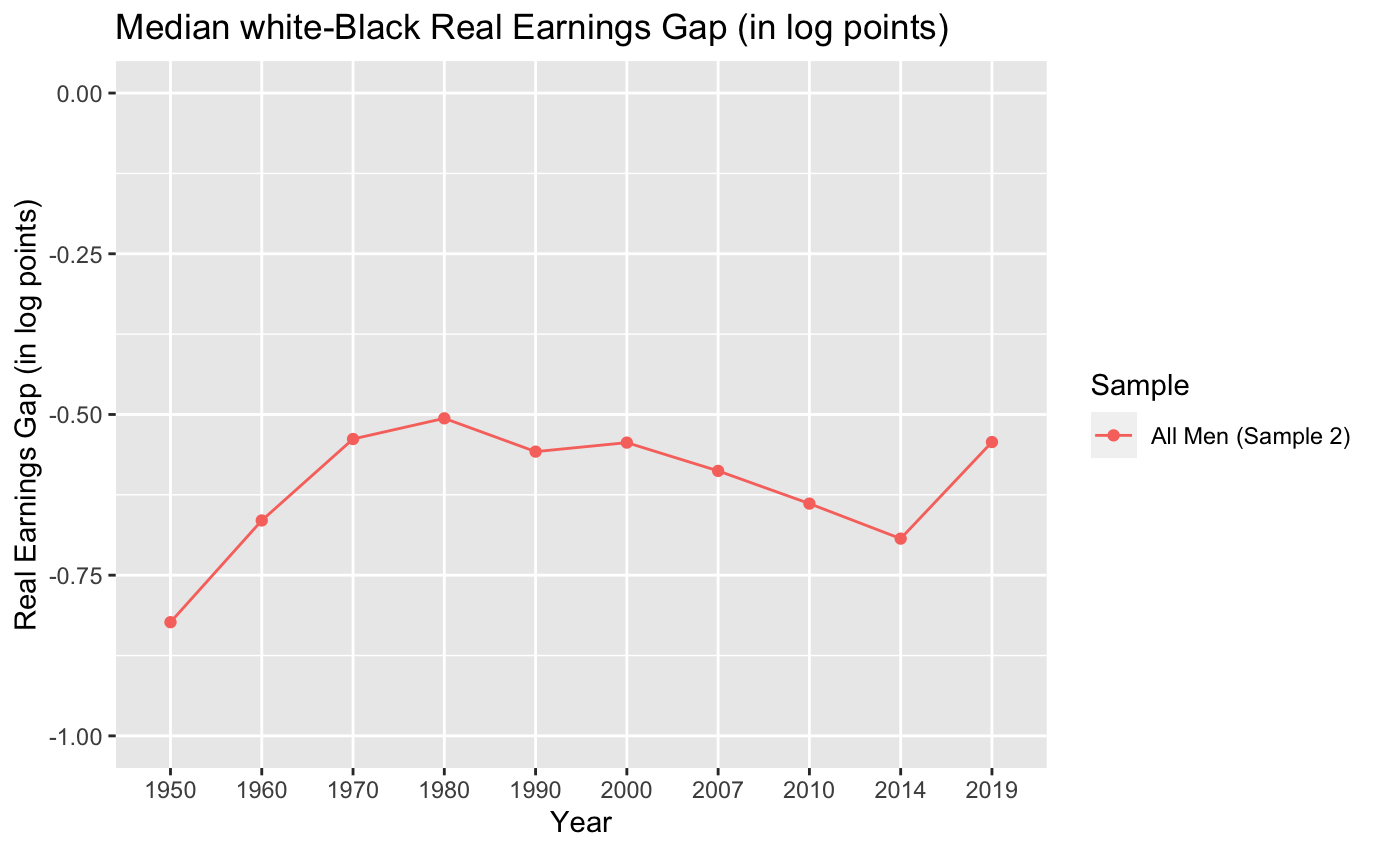 Median white-Black Real Earnings Gap (in log points)
Real Earnings Gap (in log points)
0.00
-0.25
-0.50
-0.75
-1.00
1950 1960 1970 1980 1990 2000 2007 2010 2014 2019
Year
Sample
All Men (Sample 2)